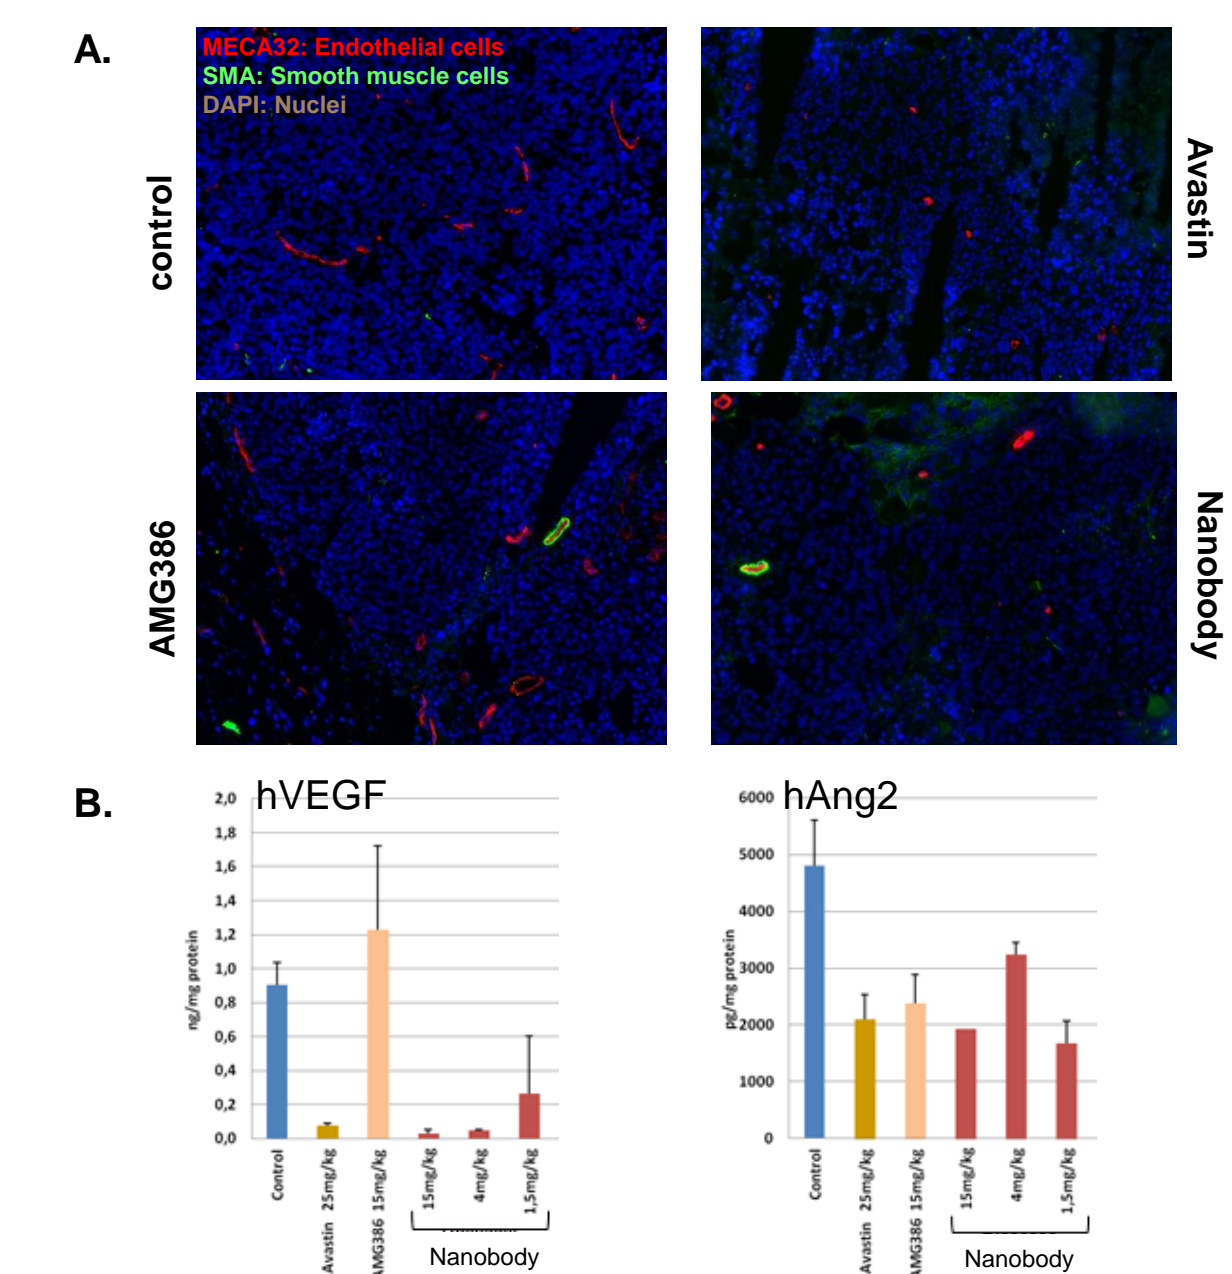 A.
MECA32: Endothelial cells
SMA: Smooth muscle cells
DAPI: Nuclei
control
Avastin
AMG386
Nanobody
B.
hVEGF
2,0
1,8
1,6
1,4
1,2
1,0
0,8
0,6
0,4
0,2
0,0
ng/mg protein
Control
Avastin 25mg/kg
AMG386 15mg/kg
15mg/kg
4mg/kg
1,5mg/kg
Nanobody
hAng2
6000
5000
4000
3000
2000
1000
0
pg/mg protein
Control
Avastin 25mg/kg
AMG386 15mg/kg
15mg/kg
4mg/kg
1,5mg/kg
Nanobody